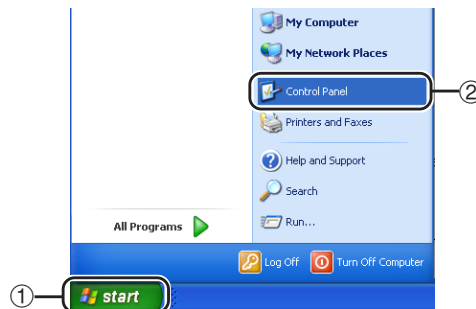 My Computer
My Network Places
Control Panel
②
Printers and Faxes
Help and Support
Search
All Programs
Run...
Log Off
Turn Off Computer
①
start